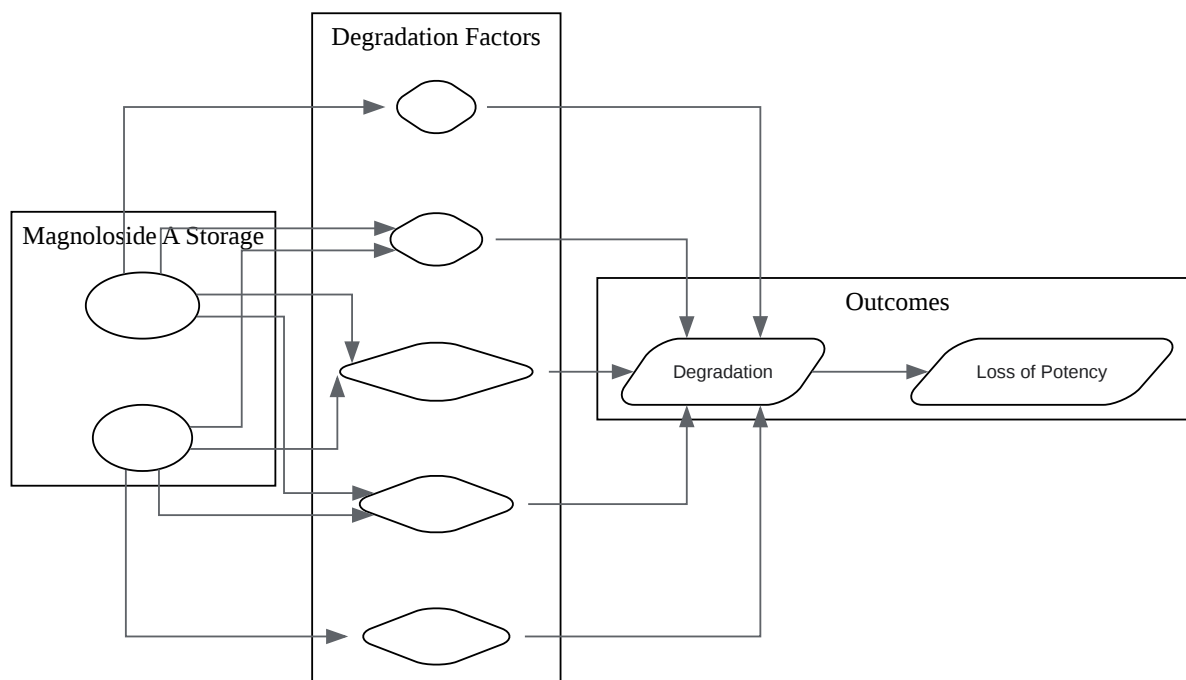 Degradation Factors
Magnoloside A Storage
Outcomes
Degradation
Loss of Potency